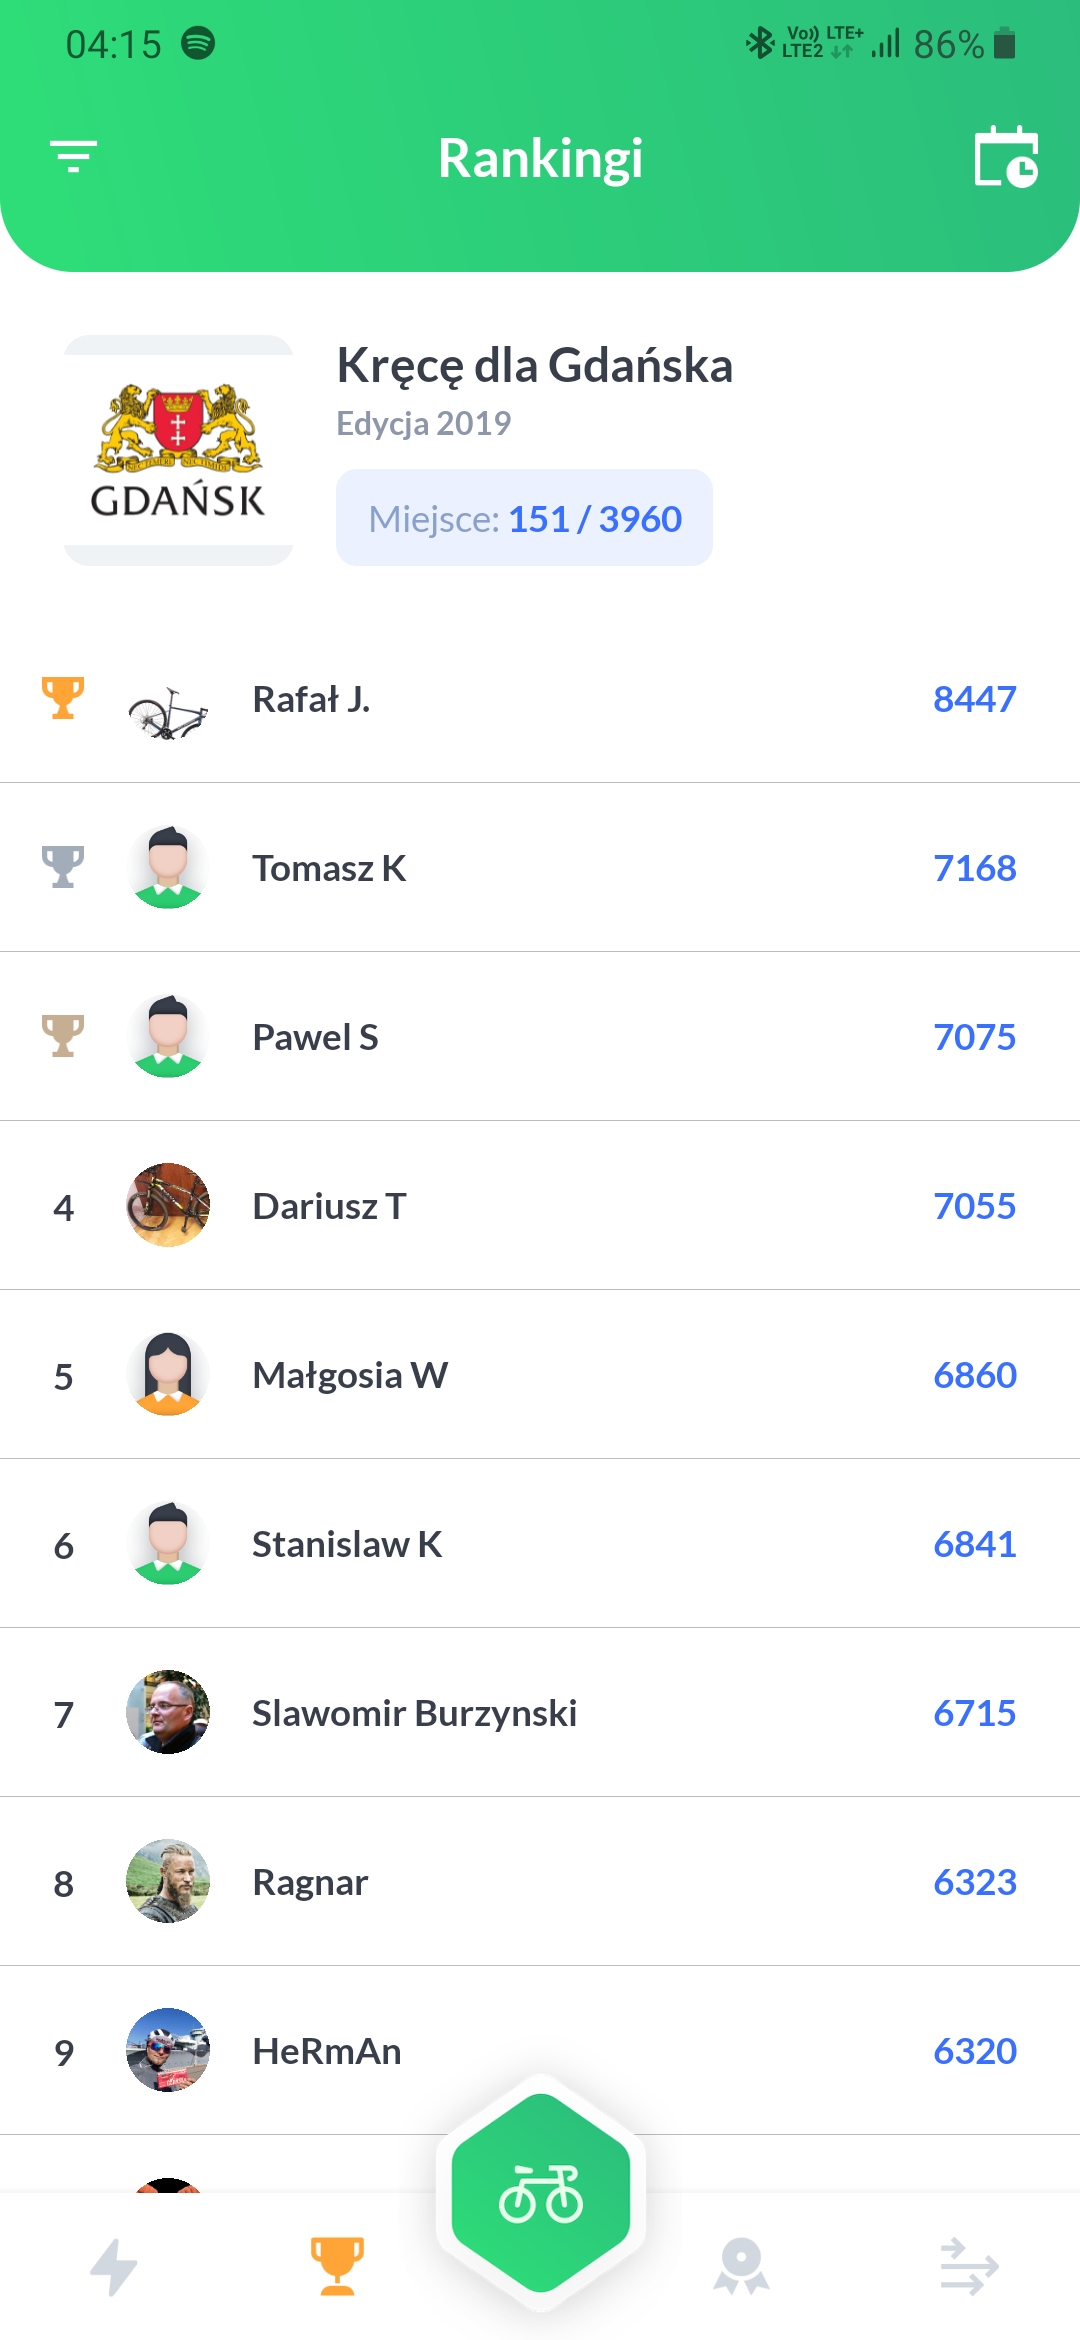 04:15
Vo)) LTE+
LTE2
86%
Rankingi
Kręcę dla Gdańska
Edycja 2019
GDAŃSK
Miejsce: 151 / 3960
Rafał J.
8447
Tomasz K
7168
Pawel S
7075
4
Dariusz T
7055
5
Małgosia W
6860
6
Stanislaw K
6841
7
Slawomir Burzynski
6715
8
Ragnar
6323
9
HeRmAn
6320